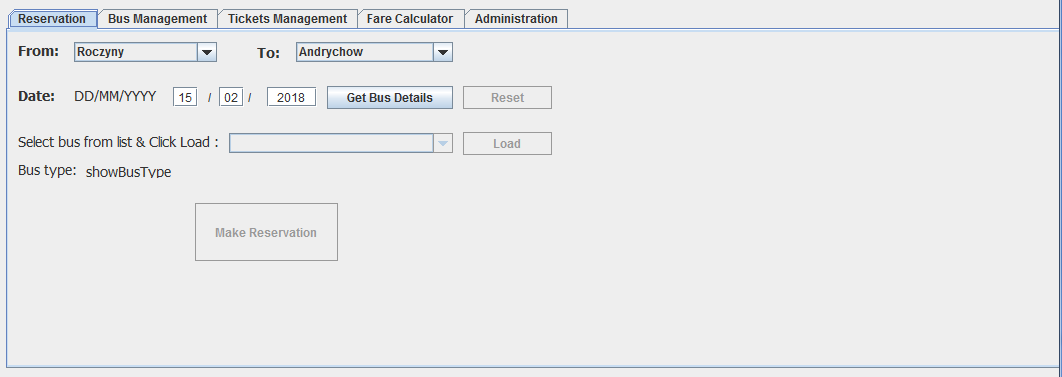 Reservation Bus Management Tickets Management Fare Calculator Administration
From: Roczyny To: Andrychow
Date: DD/MM/YYYY 15 / 02 / 2018 Get Bus Details Reset
Select bus from list & Click Load : Load
Bus type: showBusType
Make Reservation